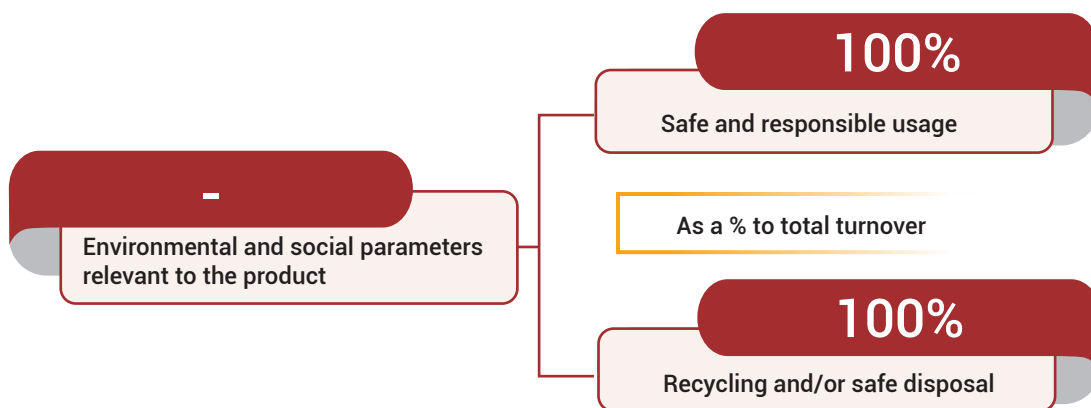 -
Environmental and social parameters
relevant to the product
100%
Safe and responsible usage
As a % to total turnover
100%
Recycling and/or safe disposal